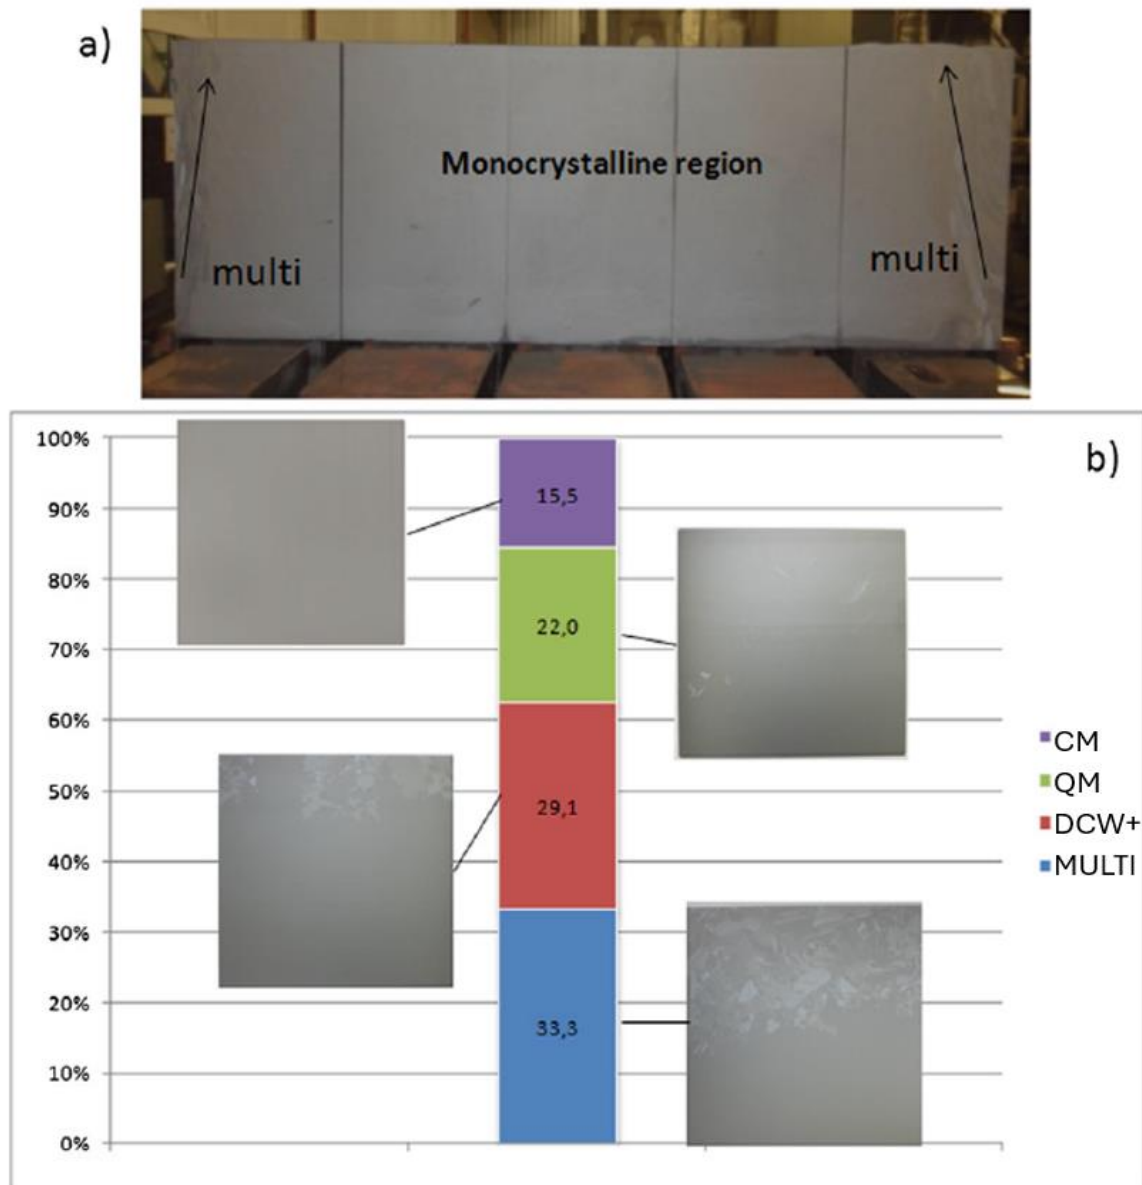 a)
Monocrystalline region
multi
multi
b)
100%
90%
80%
70%
60%
50%
40%
30%
20%
10%
0%
15,5
22,0
29,1
33,3
CM
QM
DCW+
MULTI